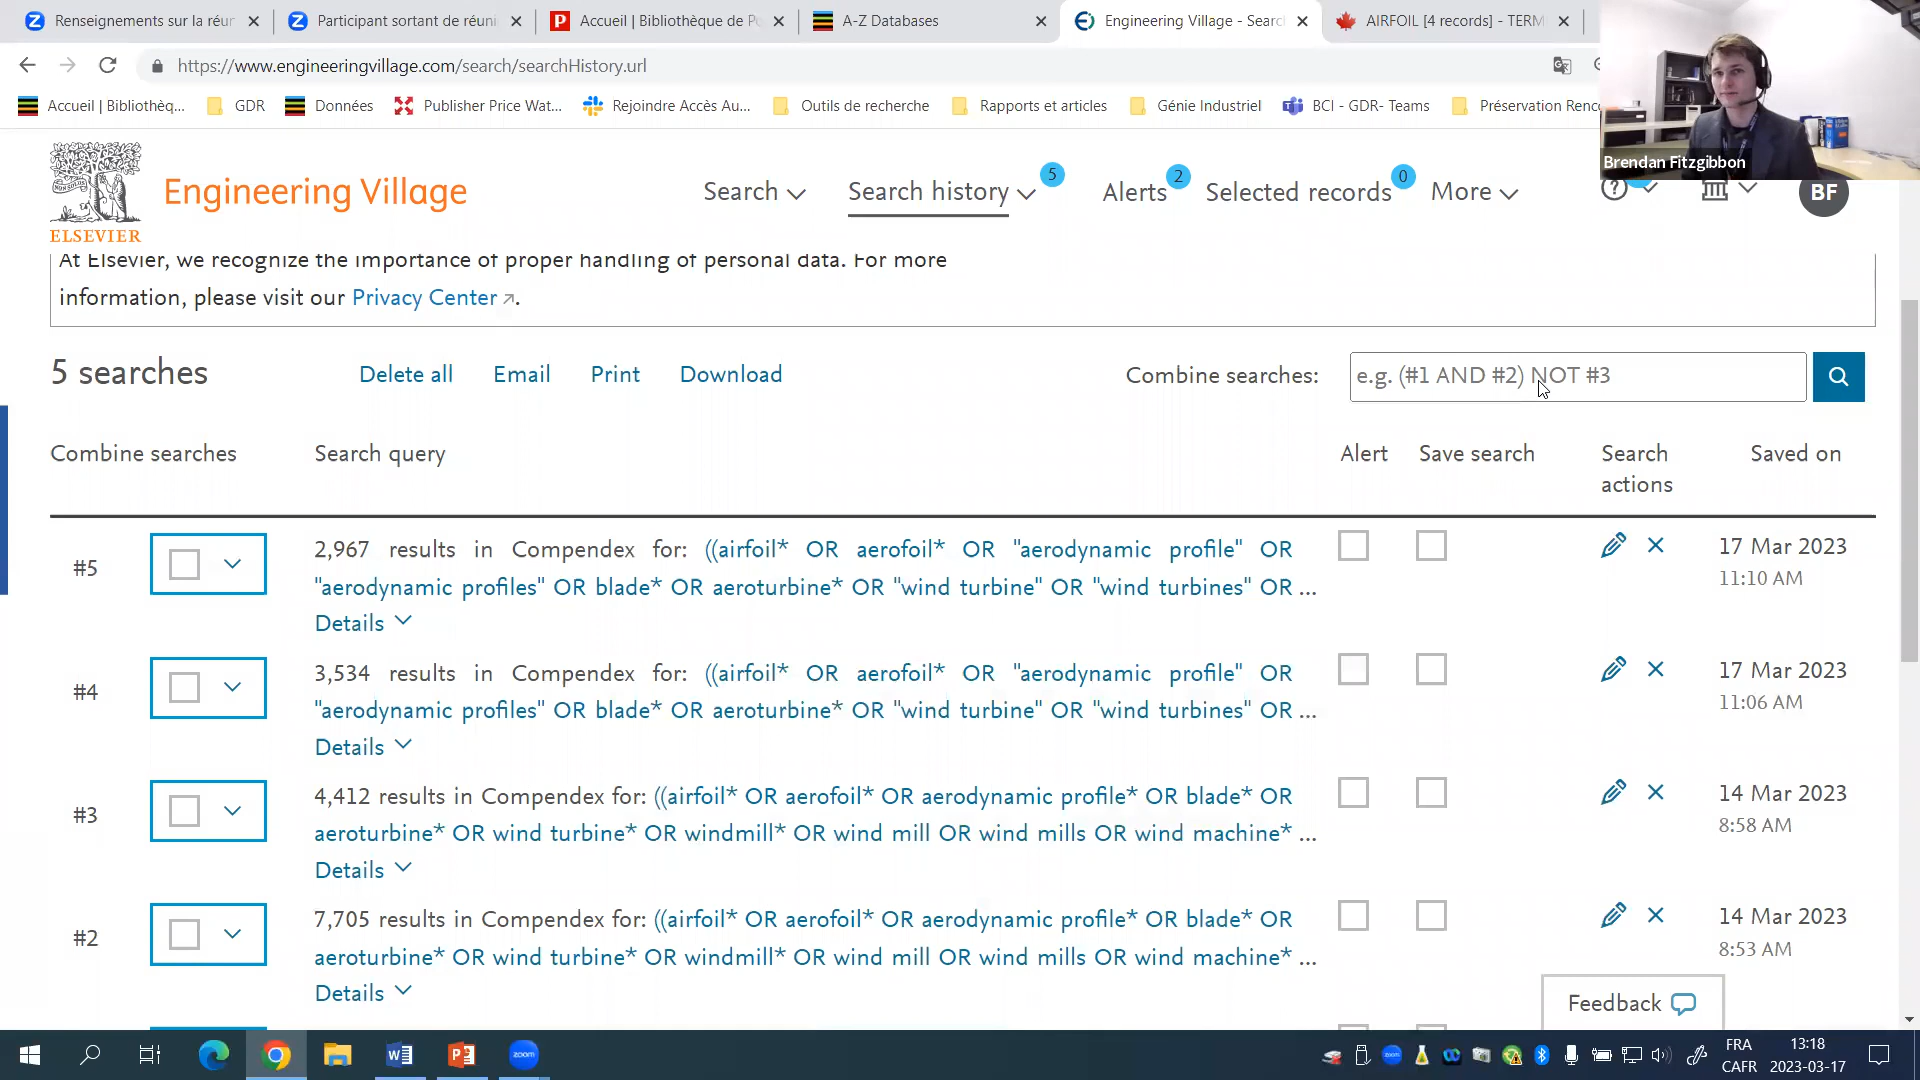 Renseignements sur la réun
Participant sortant de réuni
Accueil | Bibliothèque de Po
A-Z Databases
Engineering Village - Searc
AIRFOIL [4 records] - TERM
https://www.engineeringvillage.com/search/searchHistory.url
Accueil | Bibliothèq...
GDR
Données
Publisher Price Wat...
Rejoindre Accès Au...
Outils de recherche
Rapports et articles
Génie Industriel
BCI - GDR- Teams
Préservation Renc
Brendan Fitzgibbon
ELSEVIER
Engineering Village
Search
Search history
5
Alerts
2
Selected records
0
More
BF
At Elsevier, we recognize the importance of proper handling of personal data. For more
information, please visit our Privacy Center.
5 searches
Delete all
Email
Print
Download
Combine searches:
e.g. (#1 AND #2) NOT #3
Combine searches
Search query
Alert
Save search
Search
actions
Saved on
#5
2,967 results in Compendex for: ((airfoil* OR aerofoil* OR "aerodynamic profile" OR
"aerodynamic profiles" OR blade* OR aeroturbine* OR "wind turbine" OR "wind turbines" OR ...
Details
17 Mar 2023
11:10 AM
#4
3,534 results in Compendex for: ((airfoil* OR aerofoil* OR "aerodynamic profile" OR
"aerodynamic profiles" OR blade* OR aeroturbine* OR "wind turbine" OR "wind turbines" OR ...
Details
17 Mar 2023
11:06 AM
#3
4,412 results in Compendex for: ((airfoil* OR aerofoil* OR aerodynamic profile* OR blade* OR
aeroturbine* OR wind turbine* OR windmill* OR wind mill OR wind mills OR wind machine* ...
Details
14 Mar 2023
8:58 AM
#2
7,705 results in Compendex for: ((airfoil* OR aerofoil* OR aerodynamic profile* OR blade* OR
aeroturbine* OR wind turbine* OR windmill* OR wind mill OR wind mills OR wind machine* ...
Details
14 Mar 2023
8:53 AM
Feedback
zoom
FRA
CAFR
13:18
2023-03-17